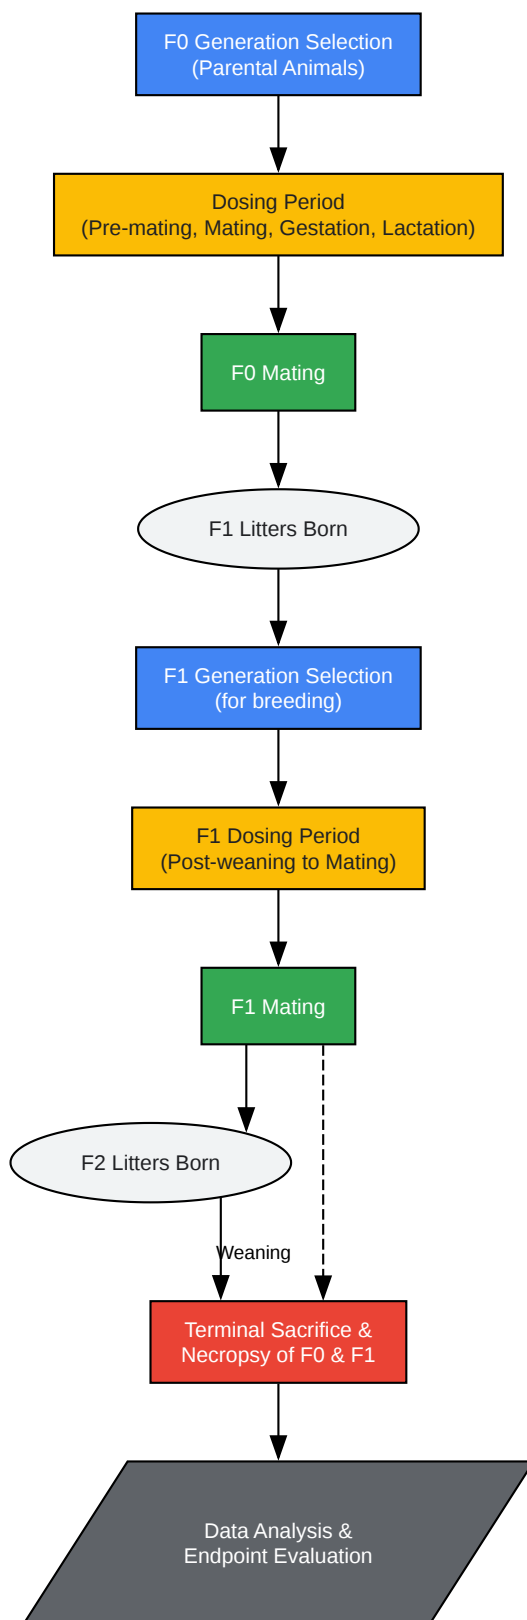 F0 Generation Selection
(Parental Animals)
Dosing Period
(Pre-mating, Mating, Gestation, Lactation)
F0 Mating
F1 Litters Born
F1 Generation Selection
(for breeding)
F1 Dosing Period
(Post-weaning to Mating)
F1 Mating
F2 Litters Born
Weaning
Terminal Sacrifice &
Necropsy of F0 & F1
Data Analysis &
Endpoint Evaluation